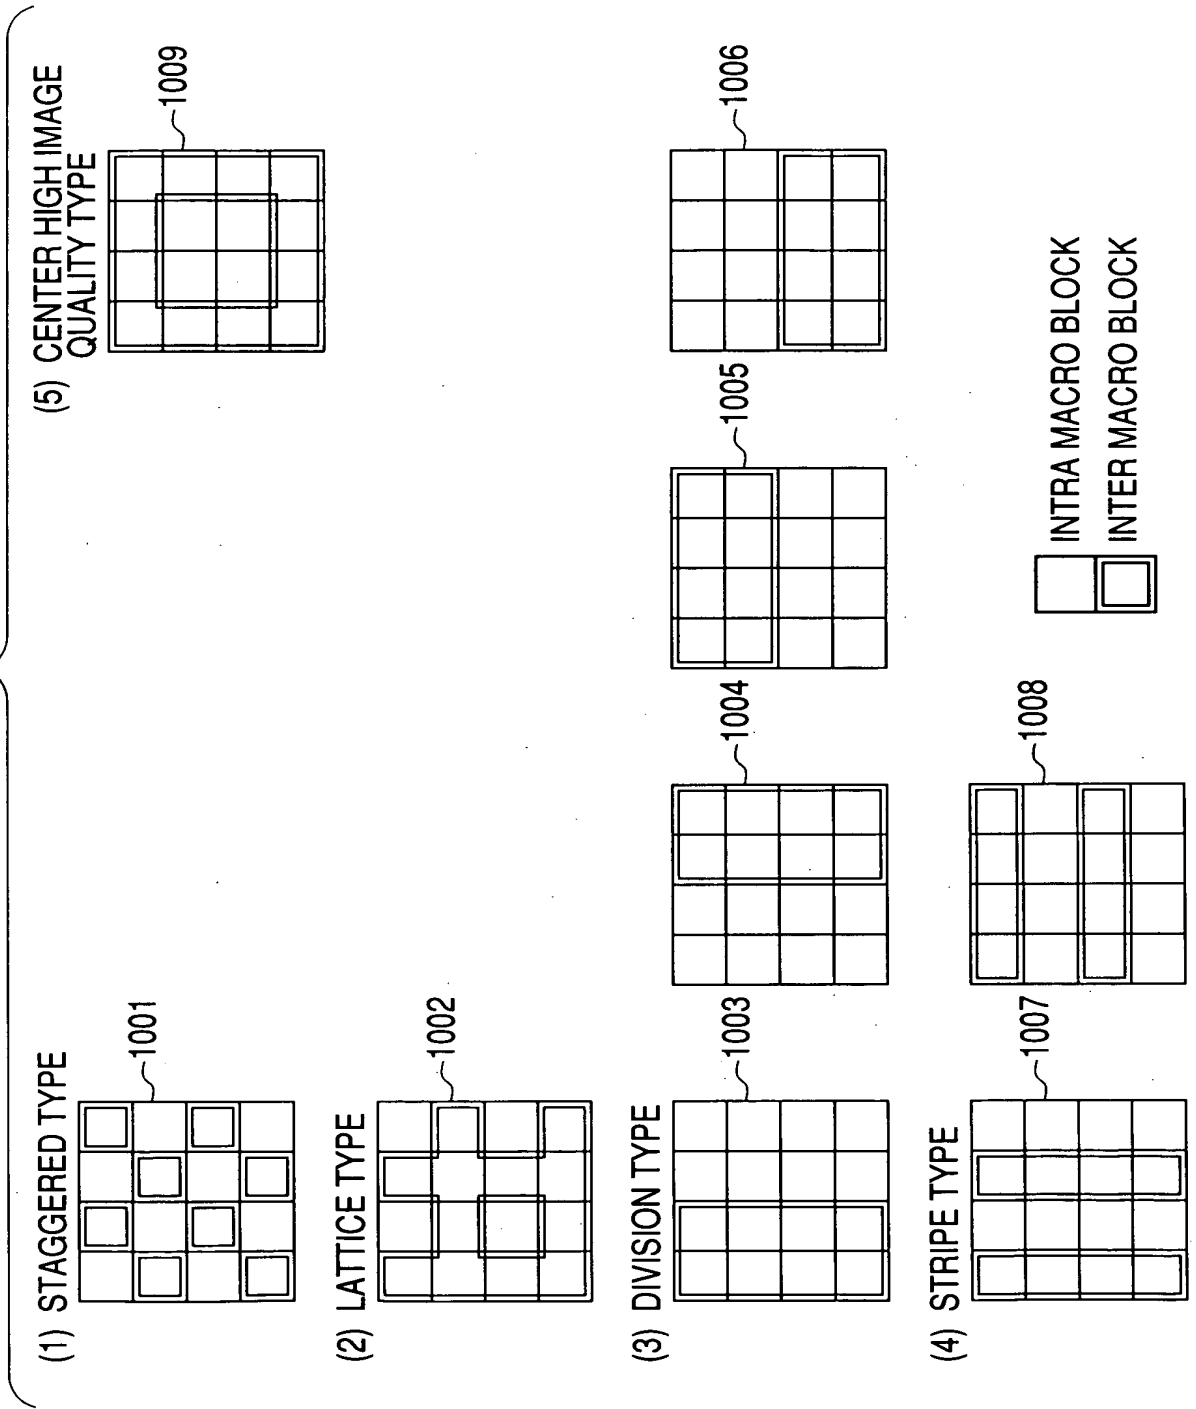 (1) STAGGERED TYPE
1001
(2) LATTICE TYPE
1002
(3) DIVISION TYPE
1003
1004
1005
1006
(4) STRIPE TYPE
1007
1008
(5) CENTER HIGH IMAGE
QUALITY TYPE
1009
INTRA MACRO BLOCK
INTER MACRO BLOCK